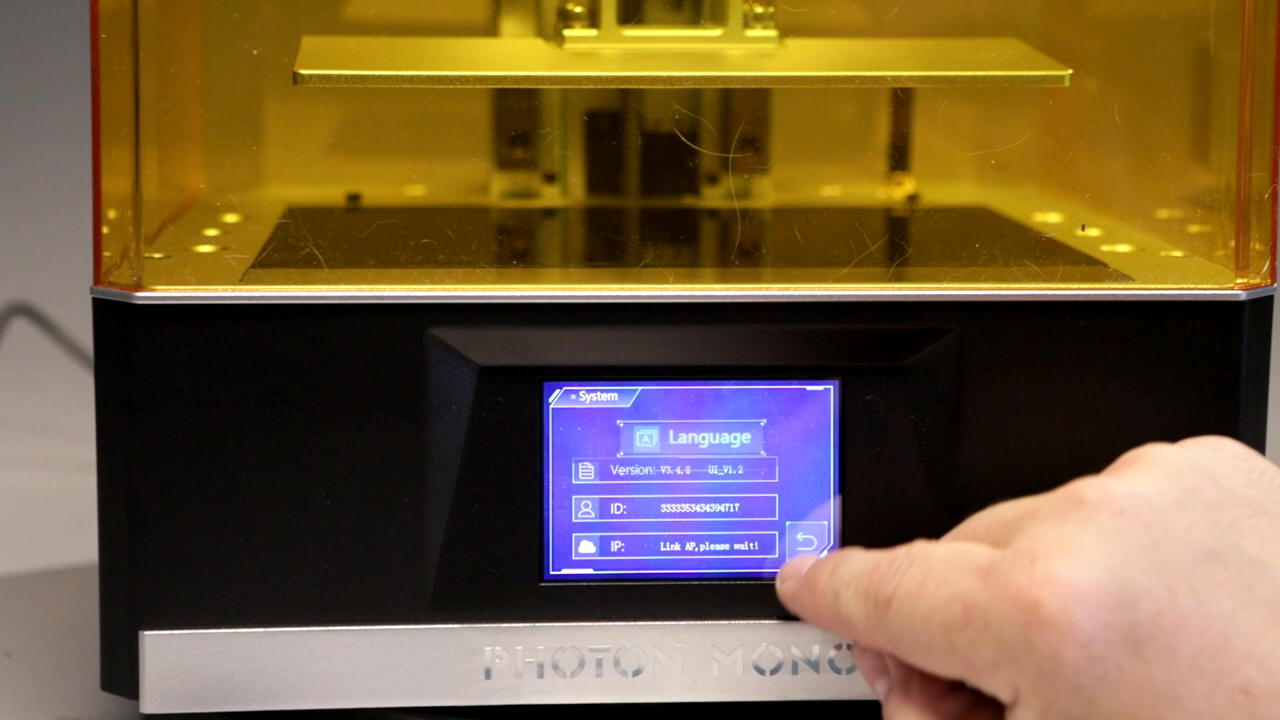 System
Language
Version: V3.4.8 UI_V1.2
ID: 3333353434394717
IP: Link AP,please wait!
PHOTON MONO